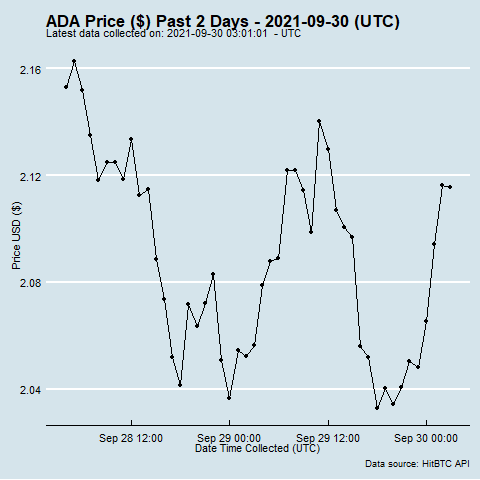 ADA Price ($) Past 2 Days - 2021-09-30 (UTC)
Latest data collected on: 2021-09-30 03:01:01 - UTC
2.16
2.12
2.08
2.04
Price USD ($)
Sep 28 12:00 Sep 29 00:00 Sep 29 12:00 Sep 30 00:00
Date Time Collected (UTC)
Data source: HitBTC API